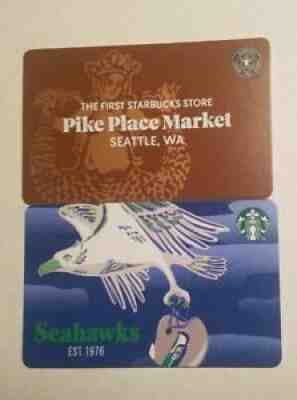 THE FIRST STARBUCKS STORE
Pike Place Market
SEATTLE, WA
Seahawks
EST. 1976